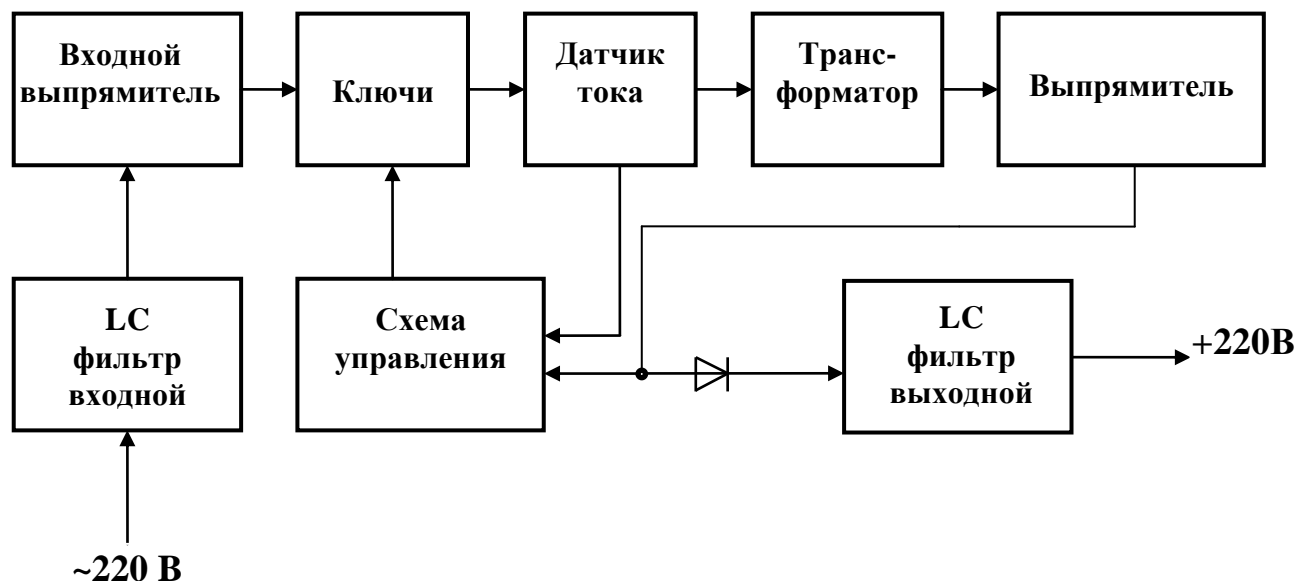 Входной
выпрямитель
Ключи
Датчик
тока
Транс-
форматор
Выпрямитель
LC
фильтр
входной
Схема
управления
LC
фильтр
выходной
+220В
~220 В